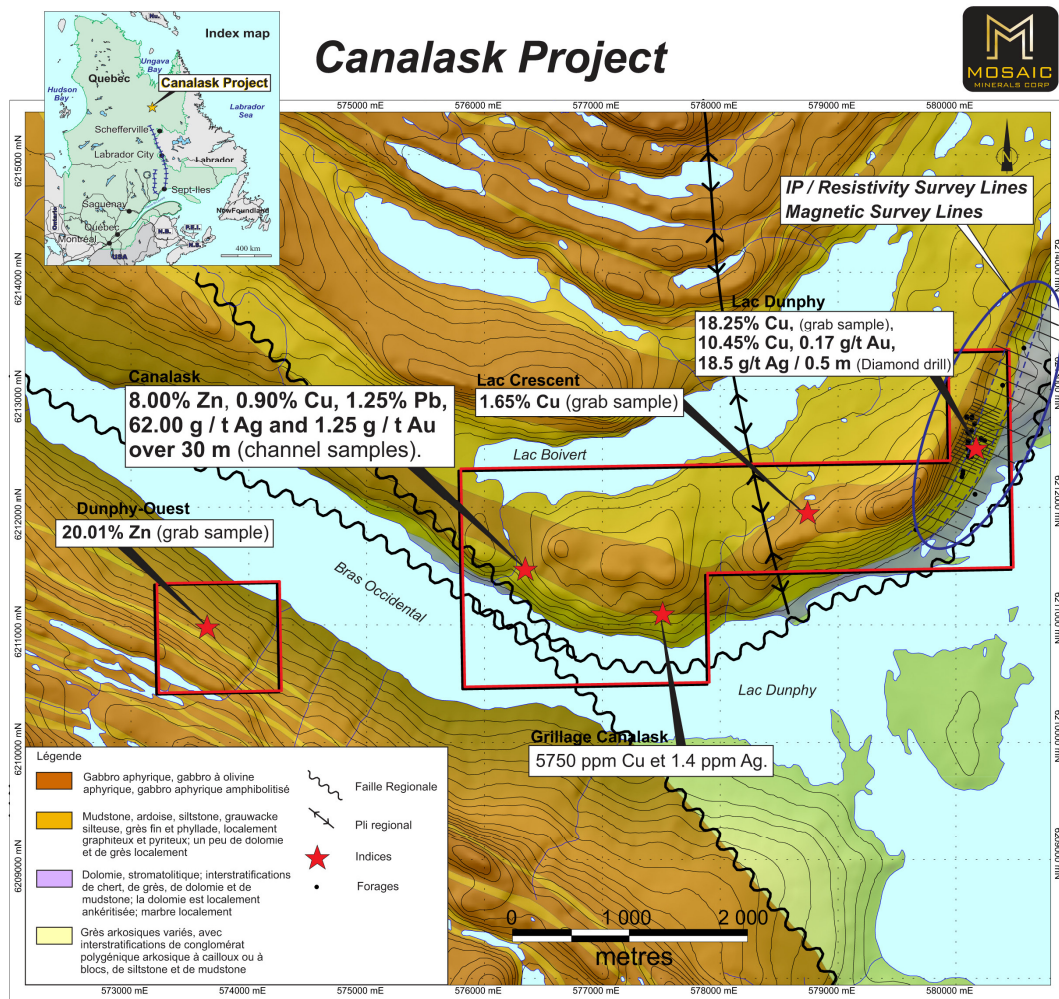 Canalask Project
MOSAIC
MINERALS CORP
Index map
Nu.
Ungava
Bay
Quebec
Canalask Project
Hudson
Bay
Labrador
Sea
Schefferville
Labrador City
Labrador
Sept-Iles
Saguenay
NewFoundland
Ontario
Québec
P.E.I.
N.B.
N.S.
Montréal
USA
400 km
575000 mE
576000 mE
577000 mE
578000 mE
579000 mE
580000 mE
6215000 mN
6214000 mN
6213000 mN
6212000 mN
6211000 mN
6210000 mN
6209000 mN
N
IP / Resistivity Survey Lines
Magnetic Survey Lines
Lac Dunphy
18.25% Cu, (grab sample),
10.45% Cu, 0.17 g/t Au,
18.5 g/t Ag / 0.5 m (Diamond drill)
Canalask
8.00% Zn, 0.90% Cu, 1.25% Pb,
62.00 g / t Ag and 1.25 g / t Au
over 30 m (channel samples).
Lac Crescent
1.65% Cu (grab sample)
Lac Boivert
Dunphy-Ouest
20.01% Zn (grab sample)
Bras Occidental
Lac Dunphy
Grillage Canalask
5750 ppm Cu et 1.4 ppm Ag.
Légende
Gabbro aphyrique, gabbro à olivine
aphyrique, gabbro aphyrique amphibolitisé
Mudstone, ardoise, siltstone, grauwacke
silteuse, grès fin et phyllade, localement
graphiteux et pyriteux; un peu de dolomie
et de grès localement
Dolomie, stromatolitique; interstratifications
de chert, de grès, de dolomie et de
mudstone; la dolomie est localement
ankéritisée; marbre localement
Grès arkosiques variés, avec
interstratifications de conglomérat
polygénique arkosique à cailloux ou à
blocs, de siltstone et de mudstone
Faille Regionale
Pli regional
Indices
Forages
0 1 000 2 000
metres
573000 mE
574000 mE
575000 mE
576000 mE
577000 mE
578000 mE
579000 mE
580000 mE